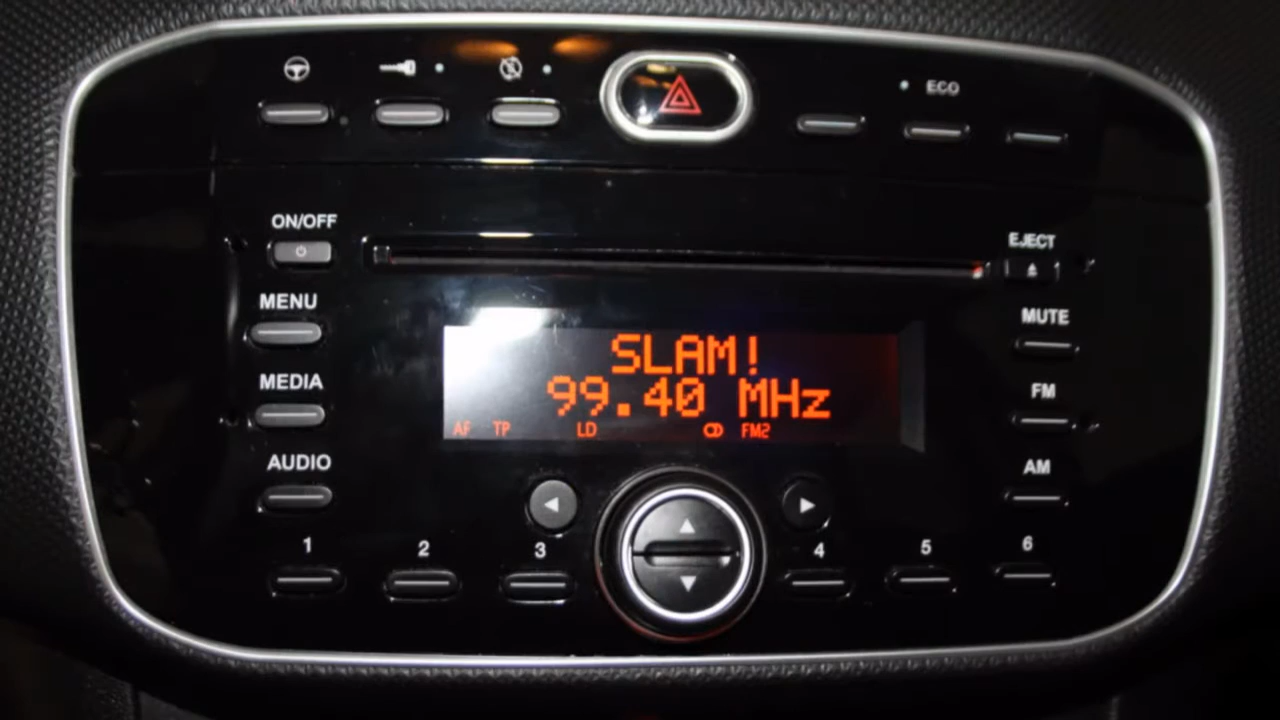 ECO
ON/OFF
EJECT
MENU
MUTE
SLAM!
MEDIA
FM
99.40 MHz
AF TP LD FM2
AUDIO
AM
1 2 3 4 5 6